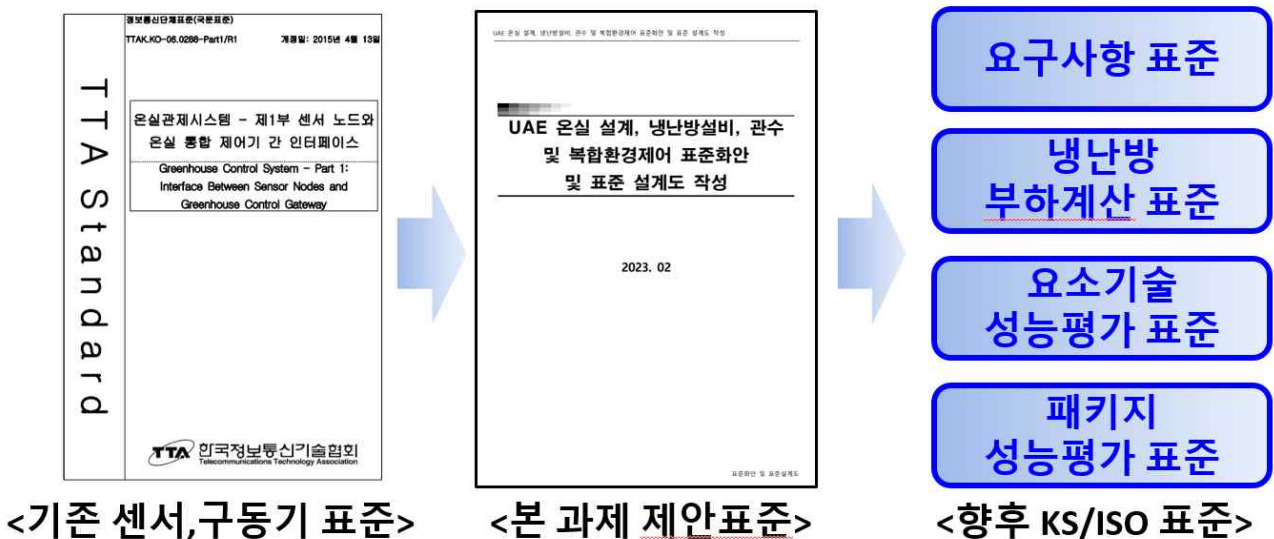 정보통신단체표준(국문표준)
TTAK.KO-06.0288-Part1/R1 개정일: 2015년 4월 13일
TTA Standard
온실관제시스템 - 제1부 센서 노드와
온실 통합 제어기 간 인터페이스
Greenhouse Control System - Part 1:
Interface Between Sensor Nodes and
Greenhouse Control Gateway
TTA 한국정보통신기술협회
Telecommunications Technology Association
<기존 센서,구동기 표준>
UAE 온실 설계, 냉난방설비, 관수 및 복합환경제어 표준화안 및 표준 설계도 작성
UAE 온실 설계, 냉난방설비, 관수
및 복합환경제어 표준화안
및 표준 설계도 작성
2023. 02
표준화안 및 표준설계도
<본 과제 제안표준>
요구사항 표준
냉난방
부하계산 표준
요소기술
성능평가 표준
패키지
성능평가 표준
<향후 KS/ISO 표준>